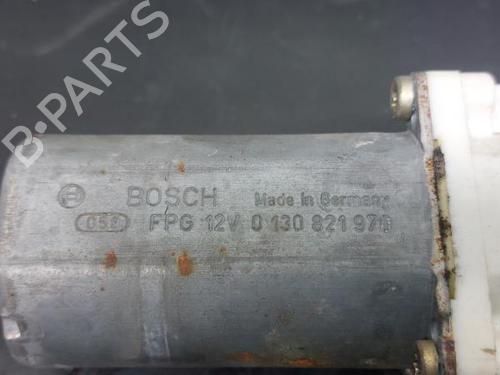 BOSCH Made in Germany
058 FPG 12V 0 130 821 970
B-PARTS